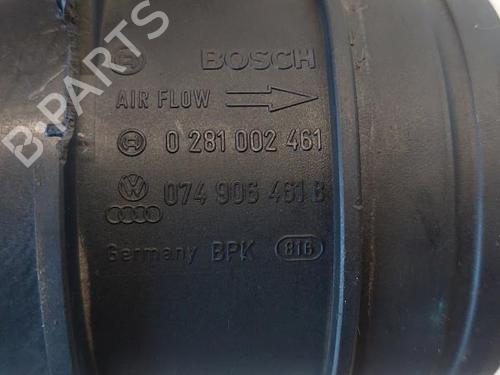 BOSCH
AIR FLOW
0 281 002 461
074 906 461 B
Germany BPK 816
B-PARTS